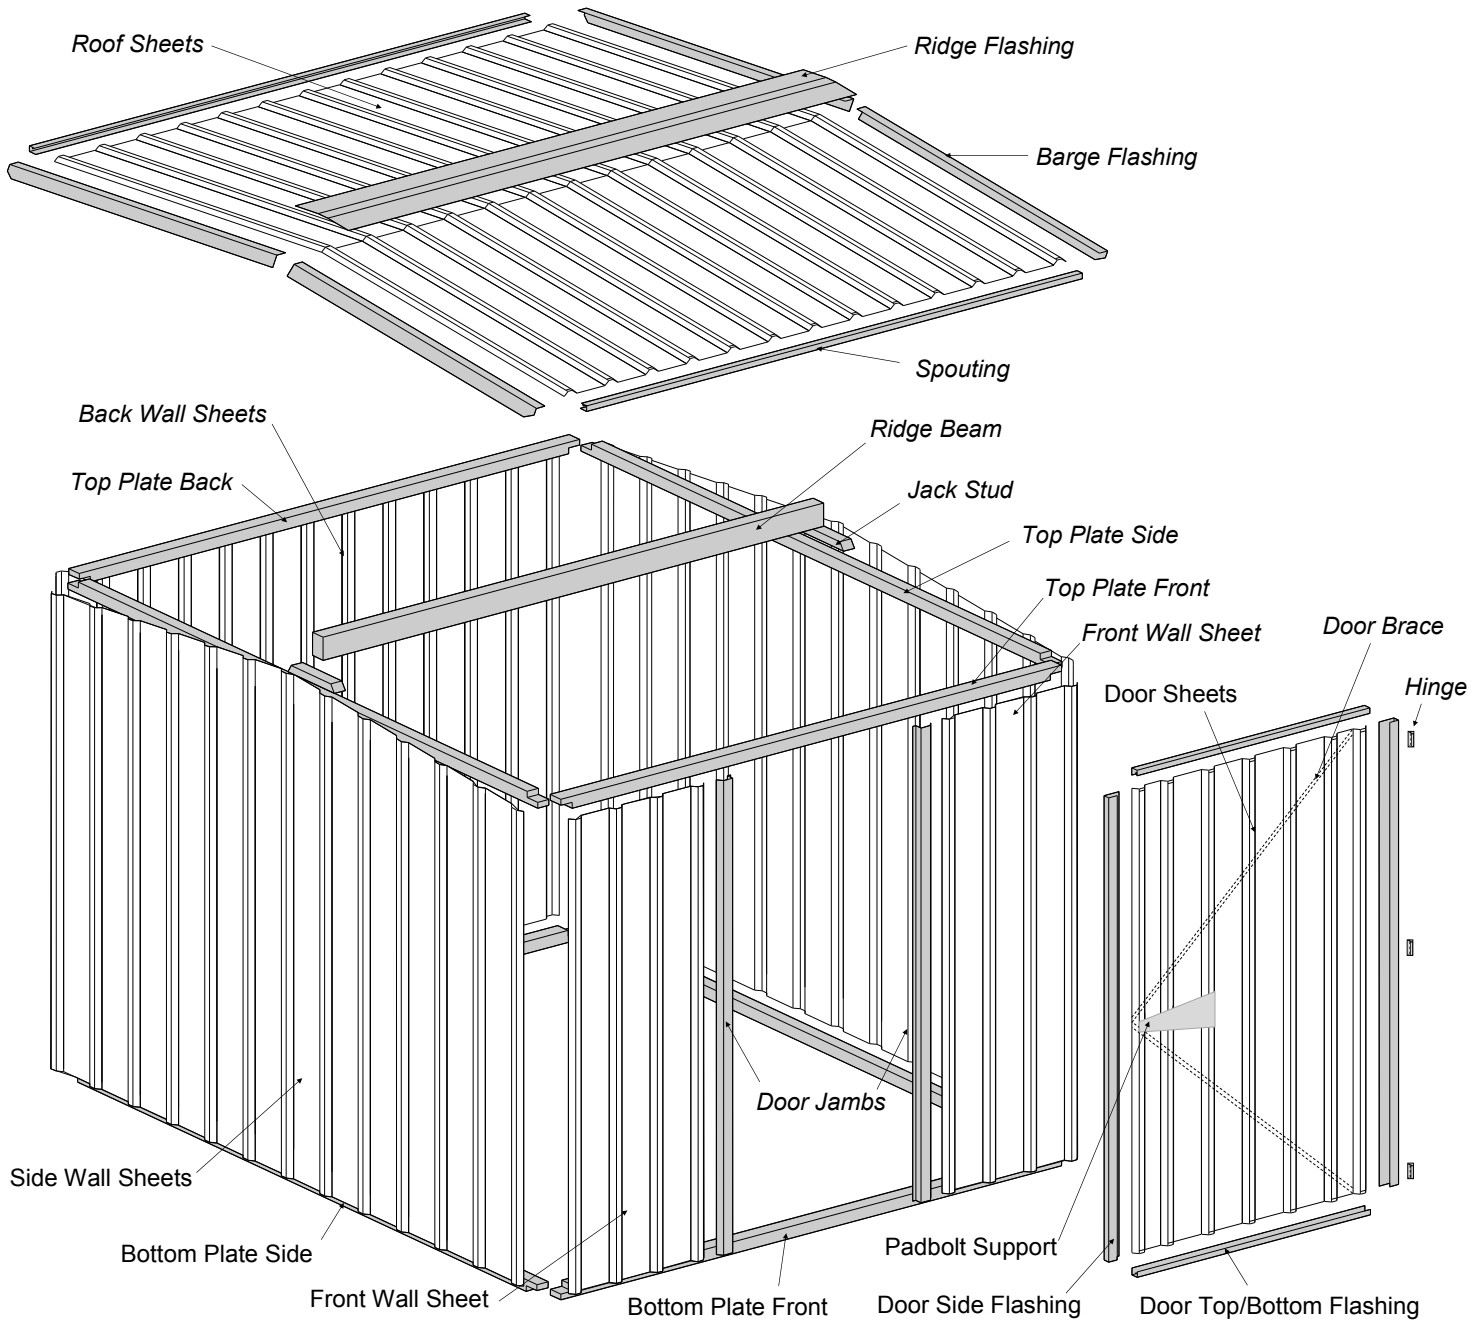 Roof Sheets
Ridge Flashing
Barge Flashing
Spouting
Back Wall Sheets
Ridge Beam
Top Plate Back
Jack Stud
Top Plate Side
Top Plate Front
Front Wall Sheet
Door Brace
Door Sheets
Hinge
Door Jambs
Side Wall Sheets
Bottom Plate Side
Padbolt Support
Front Wall Sheet
Bottom Plate Front
Door Side Flashing
Door Top/Bottom Flashing